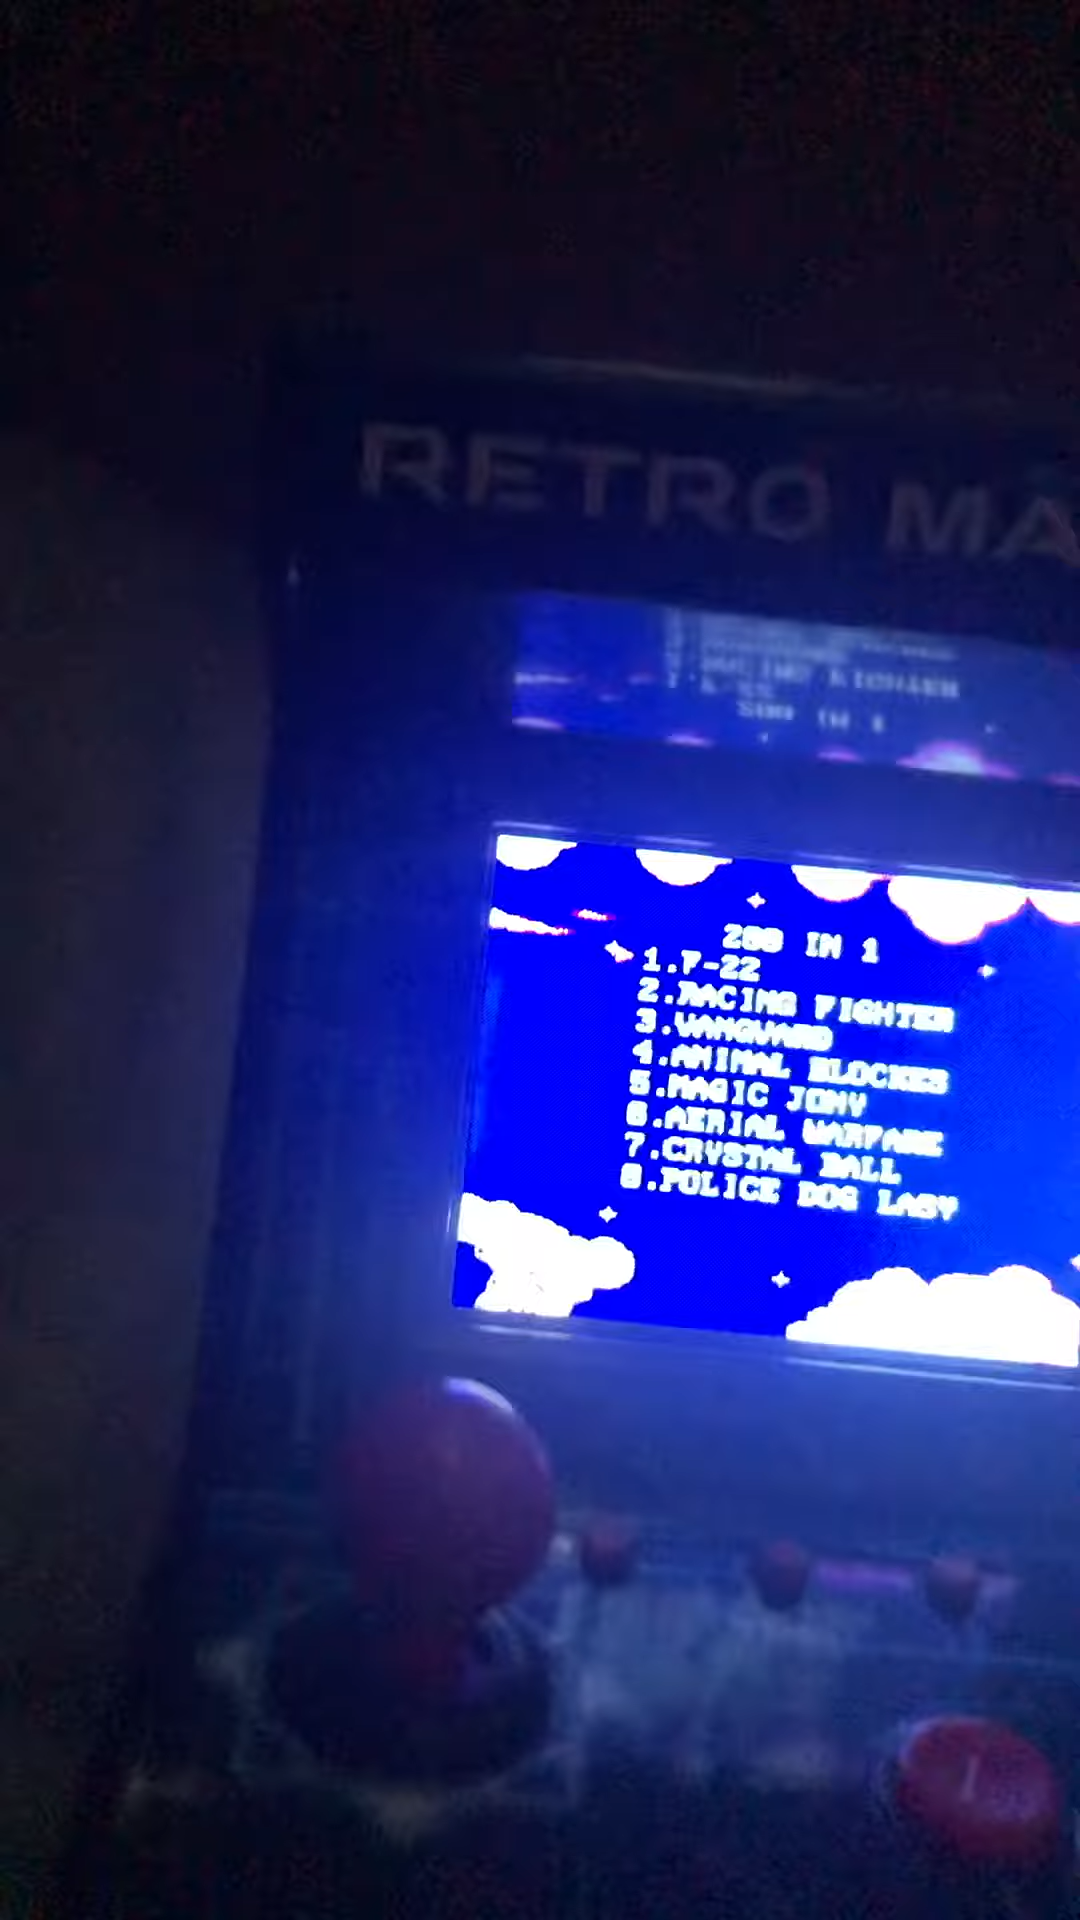 RETRO MA
200 IN 1
1.F-22
2.RACING FIGHTER
3.VANGUARD
4.ANIMAL BLOCKES
5.MAGIC JONY
6.AERIAL WARFARE
7.CRYSTAL BALL
8.POLICE DOG LASY